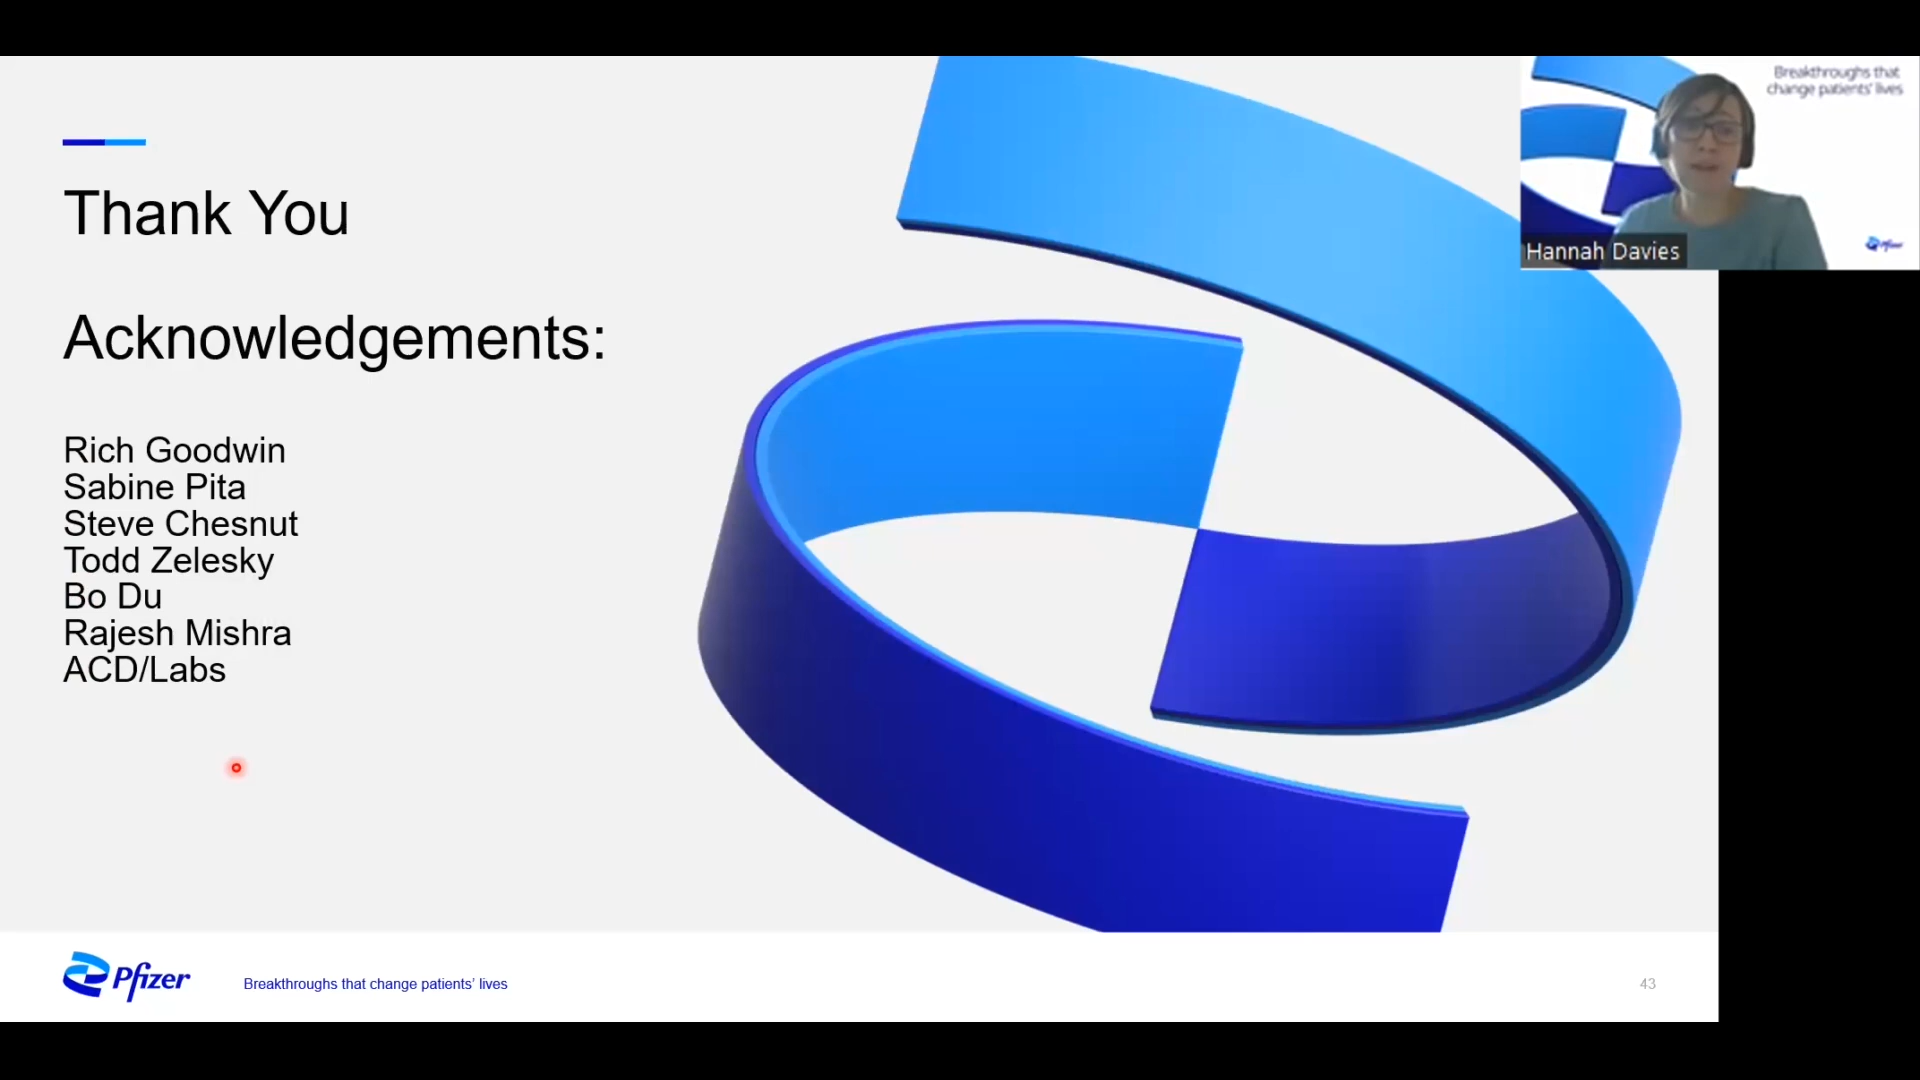 Thank You
Acknowledgements:
Rich Goodwin
Sabine Pita
Steve Chesnut
Todd Zelesky
Bo Du
Rajesh Mishra
ACD/Labs
Breakthroughs that
change patients' lives
Pfizer
Hannah Davies
Pfizer
Breakthroughs that change patients’ lives
43